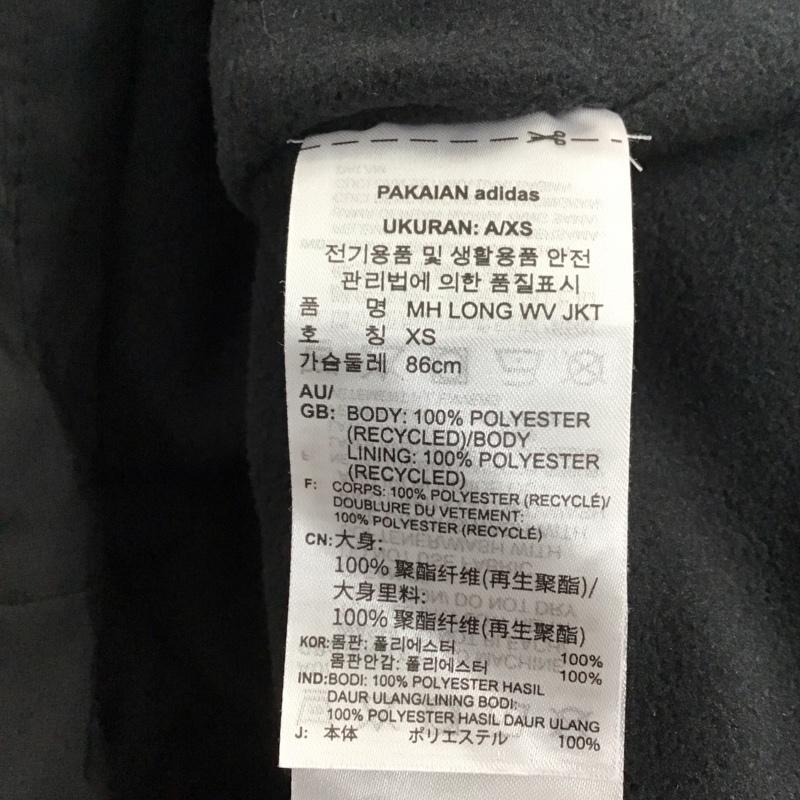 PAKAIAN adidas
UKURAN: A/XS
전기용품 및 생활용품 안전
관리법에 의한 품질표시
품 명 MH LONG WV JKT
호 칭 XS
가슴둘레 86cm
AU/
GB: BODY: 100% POLYESTER
(RECYCLED)/BODY
LINING: 100% POLYESTER
(RECYCLED)
F: CORPS: 100% POLYESTER (RECYCLÉ)/
DOUBLURE DU VETEMENT:
100% POLYESTER (RECYCLÉ)
CN: 大身:
100% 聚酯纤维(再生聚酯)/
大身里料:
100% 聚酯纤维(再生聚酯)
KOR: 몸판: 폴리에스터 100%
몸판안감: 폴리에스터 100%
IND: BODI: 100% POLYESTER HASIL
DAUR ULANG/LINING BODI:
100% POLYESTER HASIL DAUR ULANG
J: 本体 ポリエステル 100%